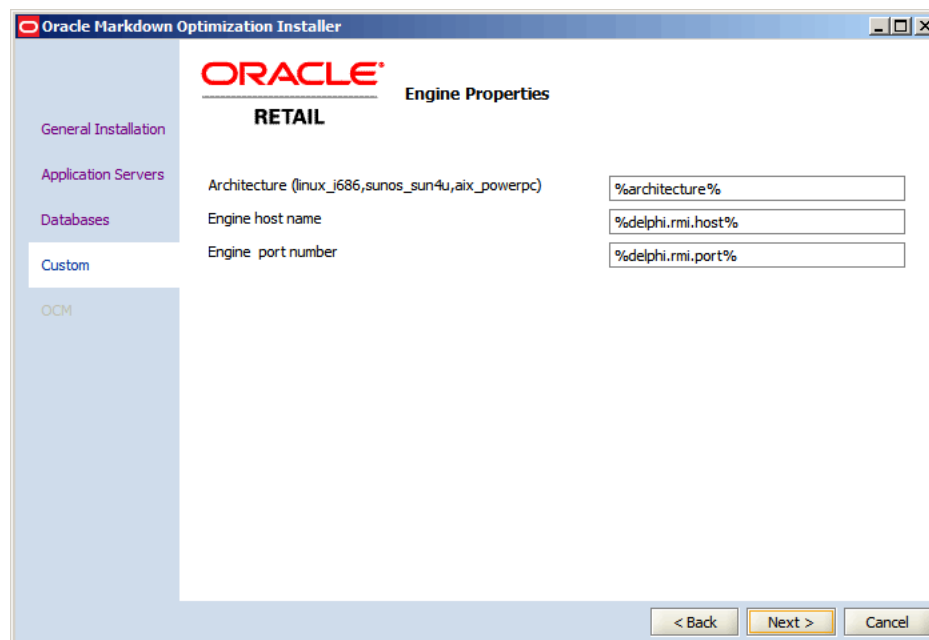 Oracle Markdown Optimization Installer
ORACLE
RETAIL
Engine Properties
General Installation
Application Servers
Databases
Custom
OCM
Architecture (linux_i686,sunos_sun4u,aix_powerpc)
%architecture%
Engine host name
%delphi.rmi.host%
Engine  port number
%delphi.rmi.port%
< Back
Next >
Cancel